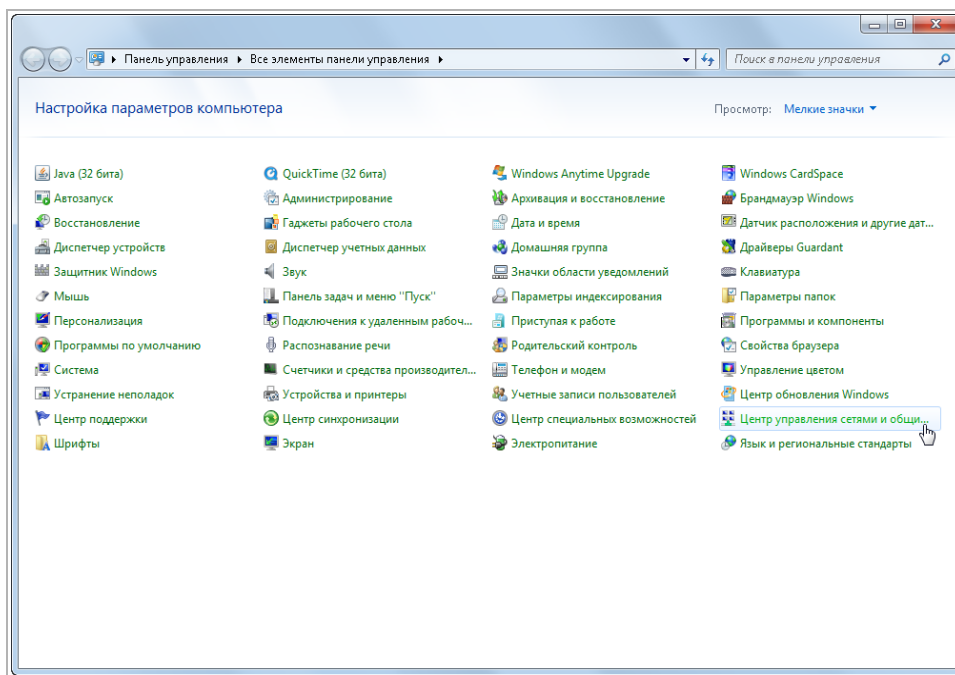 Панель управления ▸ Все элементы панели управления ▸
Поиск в панели управления
Настройка параметров компьютера
Просмотр: Мелкие значки
Java (32 бита) QuickTime (32 бита) Windows Anytime Upgrade Windows CardSpace
Автозапуск Администрирование Архивация и восстановление Брандмауэр Windows
Восстановление Гаджеты рабочего стола Дата и время Датчик расположения и другие дат...
Диспетчер устройств Диспетчер учетных данных Домашняя группа Драйверы Guardant
Защитник Windows Звук Значки области уведомлений Клавиатура
Мышь Панель задач и меню "Пуск" Параметры индексирования Параметры папок
Персонализация Подключения к удаленным рабоч... Приступая к работе Программы и компоненты
Программы по умолчанию Распознавание речи Родительский контроль Свойства браузера
Система Счетчики и средства производител... Телефон и модем Управление цветом
Устранение неполадок Устройства и принтеры Учетные записи пользователей Центр обновления Windows
Центр поддержки Центр синхронизации Центр специальных возможностей Центр управления сетями и общи...
Шрифты Экран Электропитание Язык и региональные стандарты